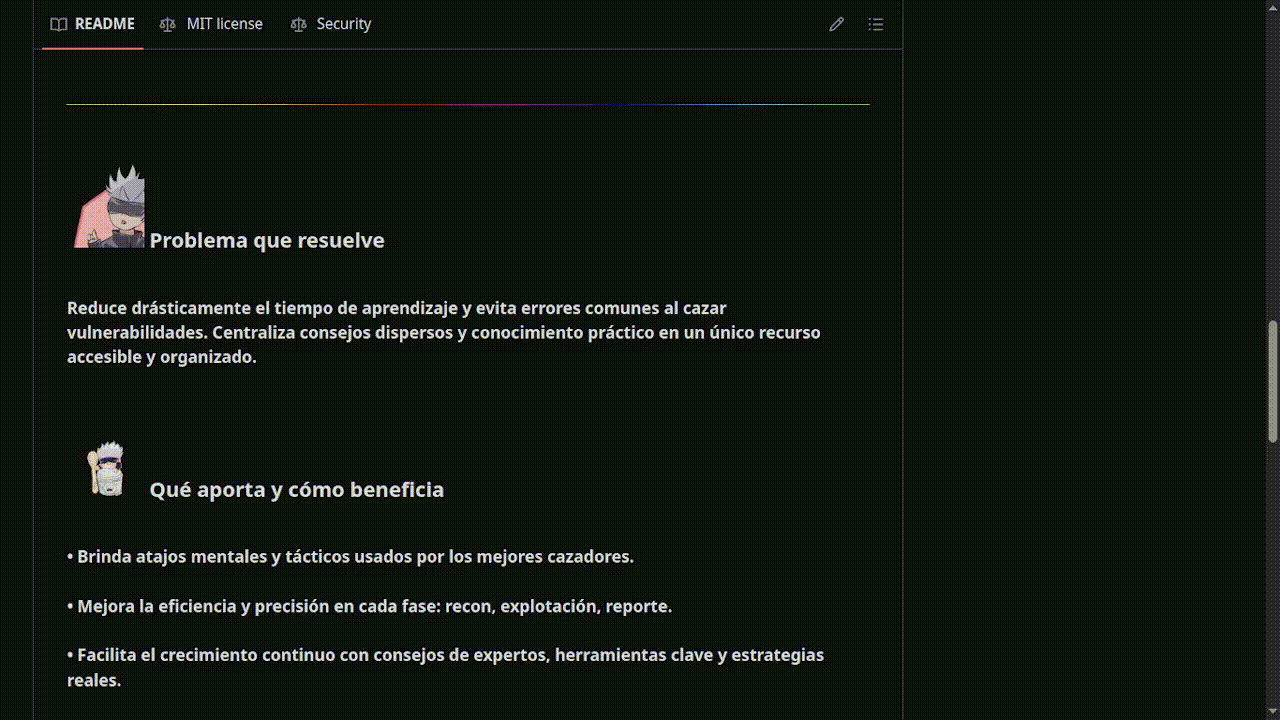 README MIT license Security
Problema que resuelve
Reduce drásticamente el tiempo de aprendizaje y evita errores comunes al cazar
vulnerabilidades. Centraliza consejos dispersos y conocimiento práctico en un único recurso
accesible y organizado.
Qué aporta y cómo beneficia
• Brinda atajos mentales y tácticos usados por los mejores cazadores.
• Mejora la eficiencia y precisión en cada fase: recon, explotación, reporte.
• Facilita el crecimiento continuo con consejos de expertos, herramientas clave y estrategias
reales.